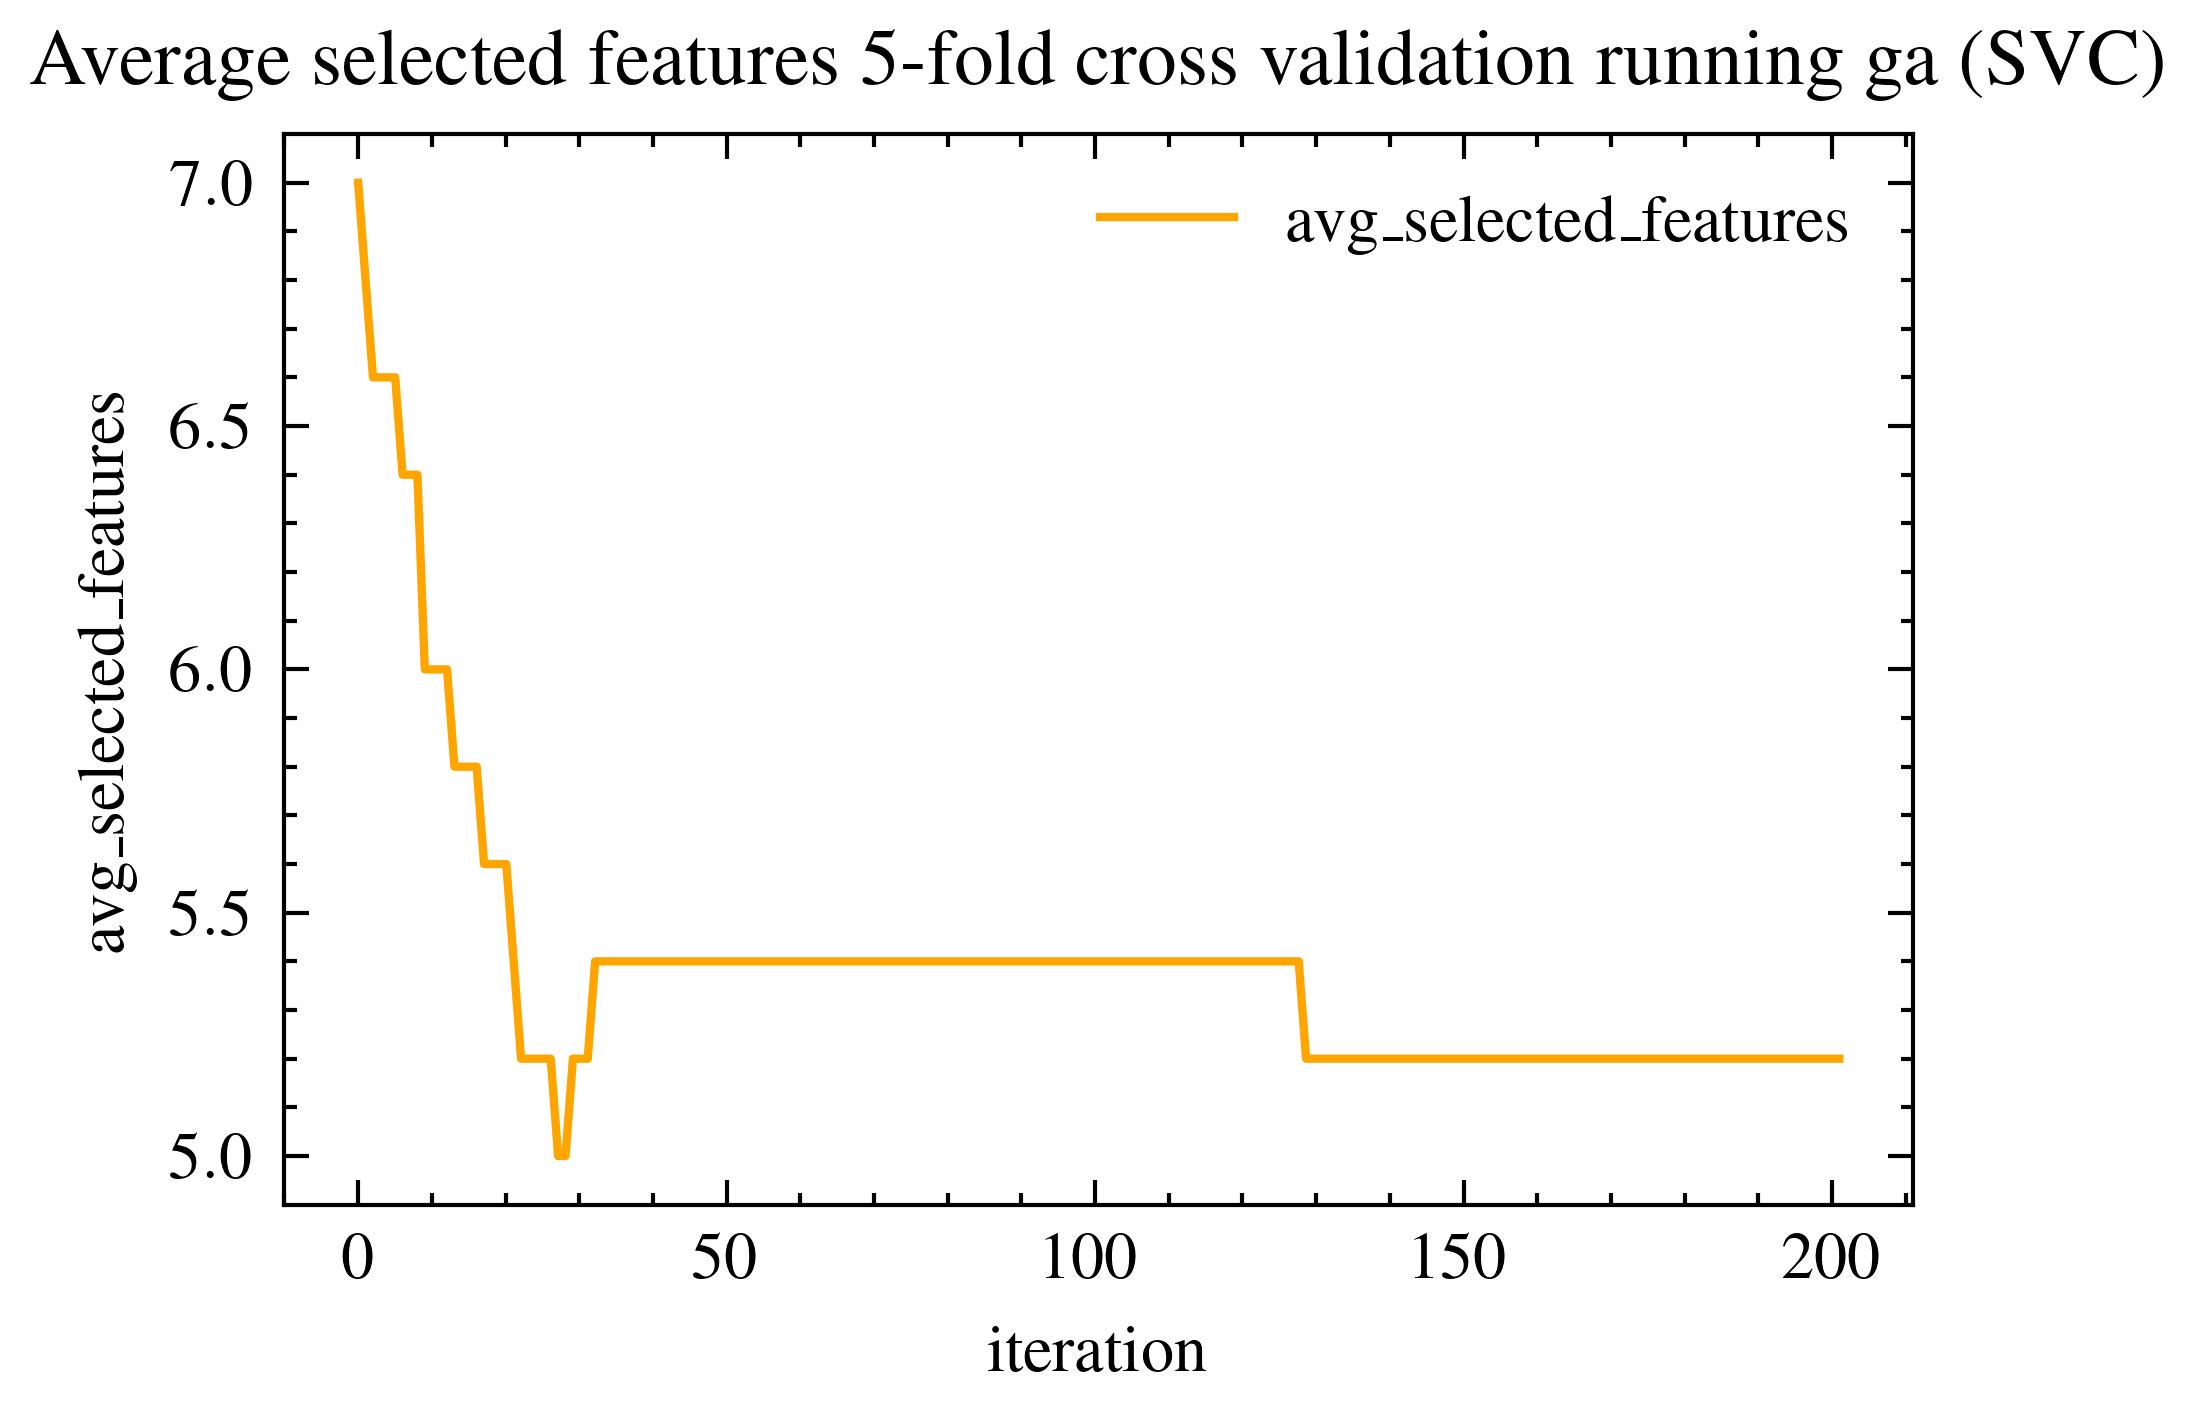 Average selected features 5-fold cross validation running ga (SVC)
avg_selected_features
7.0
6.5
6.0
5.5
5.0
avg_selected_features
0 50 100 150 200
iteration